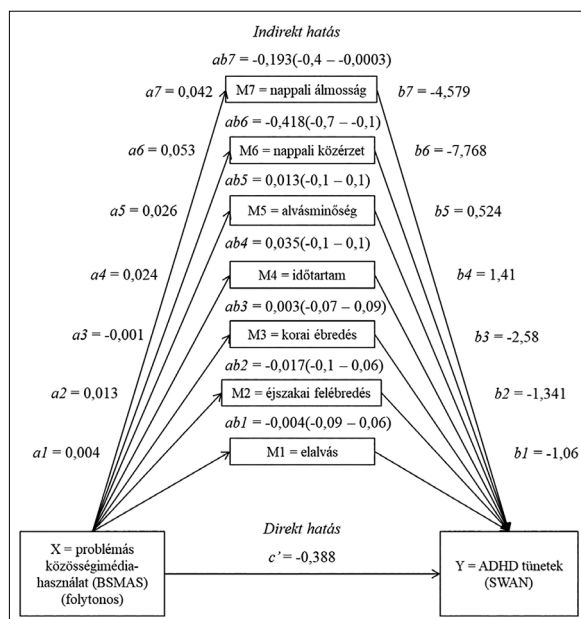 Indirekt hatás
ab7 = -0,193(-0,4 – -0,0003)
a7 = 0,042
M7 = nappali álmosság
b7 = -4,579
ab6 = -0,418(-0,7 – -0,1)
a6 = 0,053
M6 = nappali közérzet
b6 = -7,768
ab5 = 0,013(-0,1 – 0,1)
a5 = 0,026
M5 = alvásminőség
b5 = 0,524
ab4 = 0,035(-0,1 – 0,1)
a4 = 0,024
M4 = időtartam
b4 = 1,41
ab3 = 0,003(-0,07 – 0,09)
a3 = -0,001
M3 = korai ébredés
b3 = -2,58
ab2 = -0,017(-0,1 – 0,06)
a2 = 0,013
M2 = éjszakai felébredés
b2 = -1,341
ab1 = -0,004(-0,09 – 0,06)
a1 = 0,004
M1 = elalvás
b1 = -1,06
Direkt hatás
c’ = -0,388
X = problémás
közösségimédia-
használat (BSMAS)
(folytonos)
Y = ADHD tünetek
(SWAN)